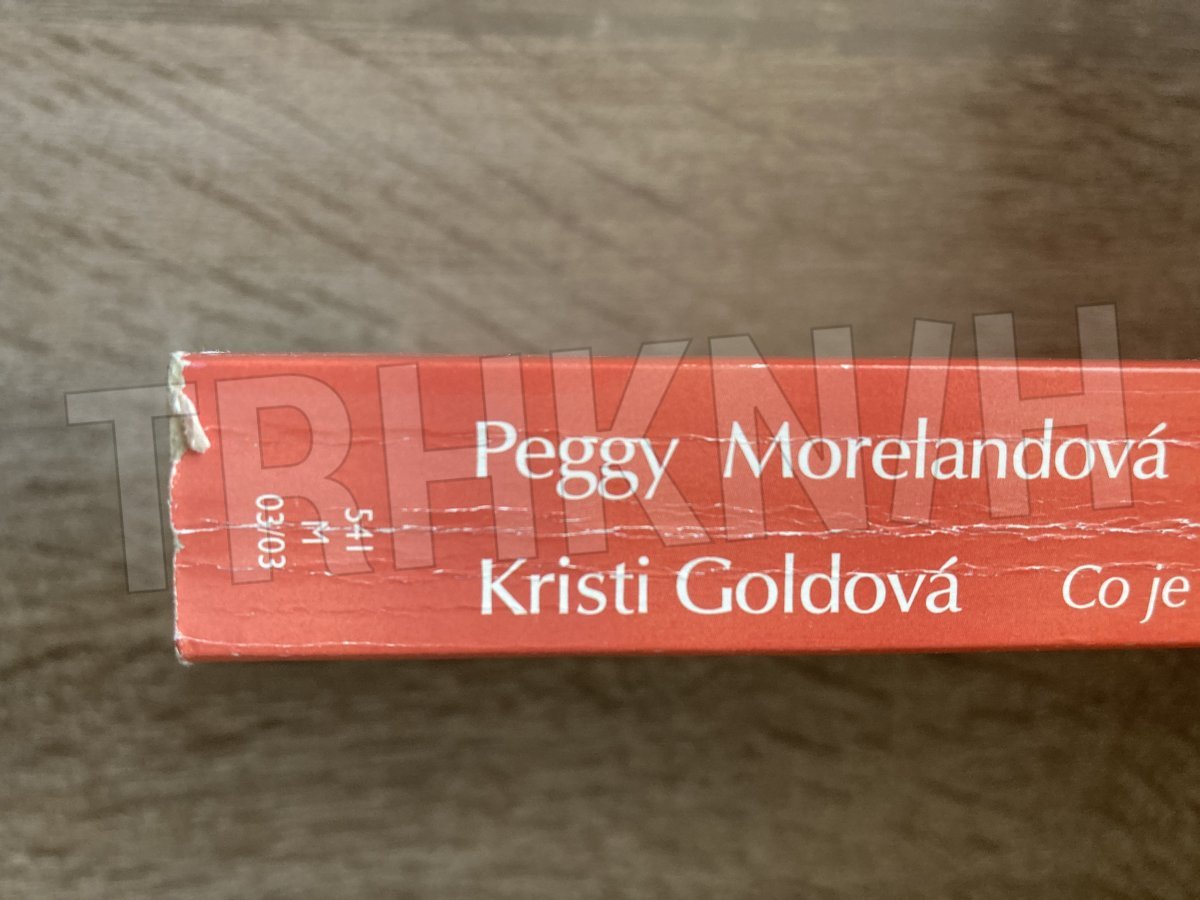 541
M
03/03
Peggy Morelandová
Kristi Goldová Co je
TRHKNIH